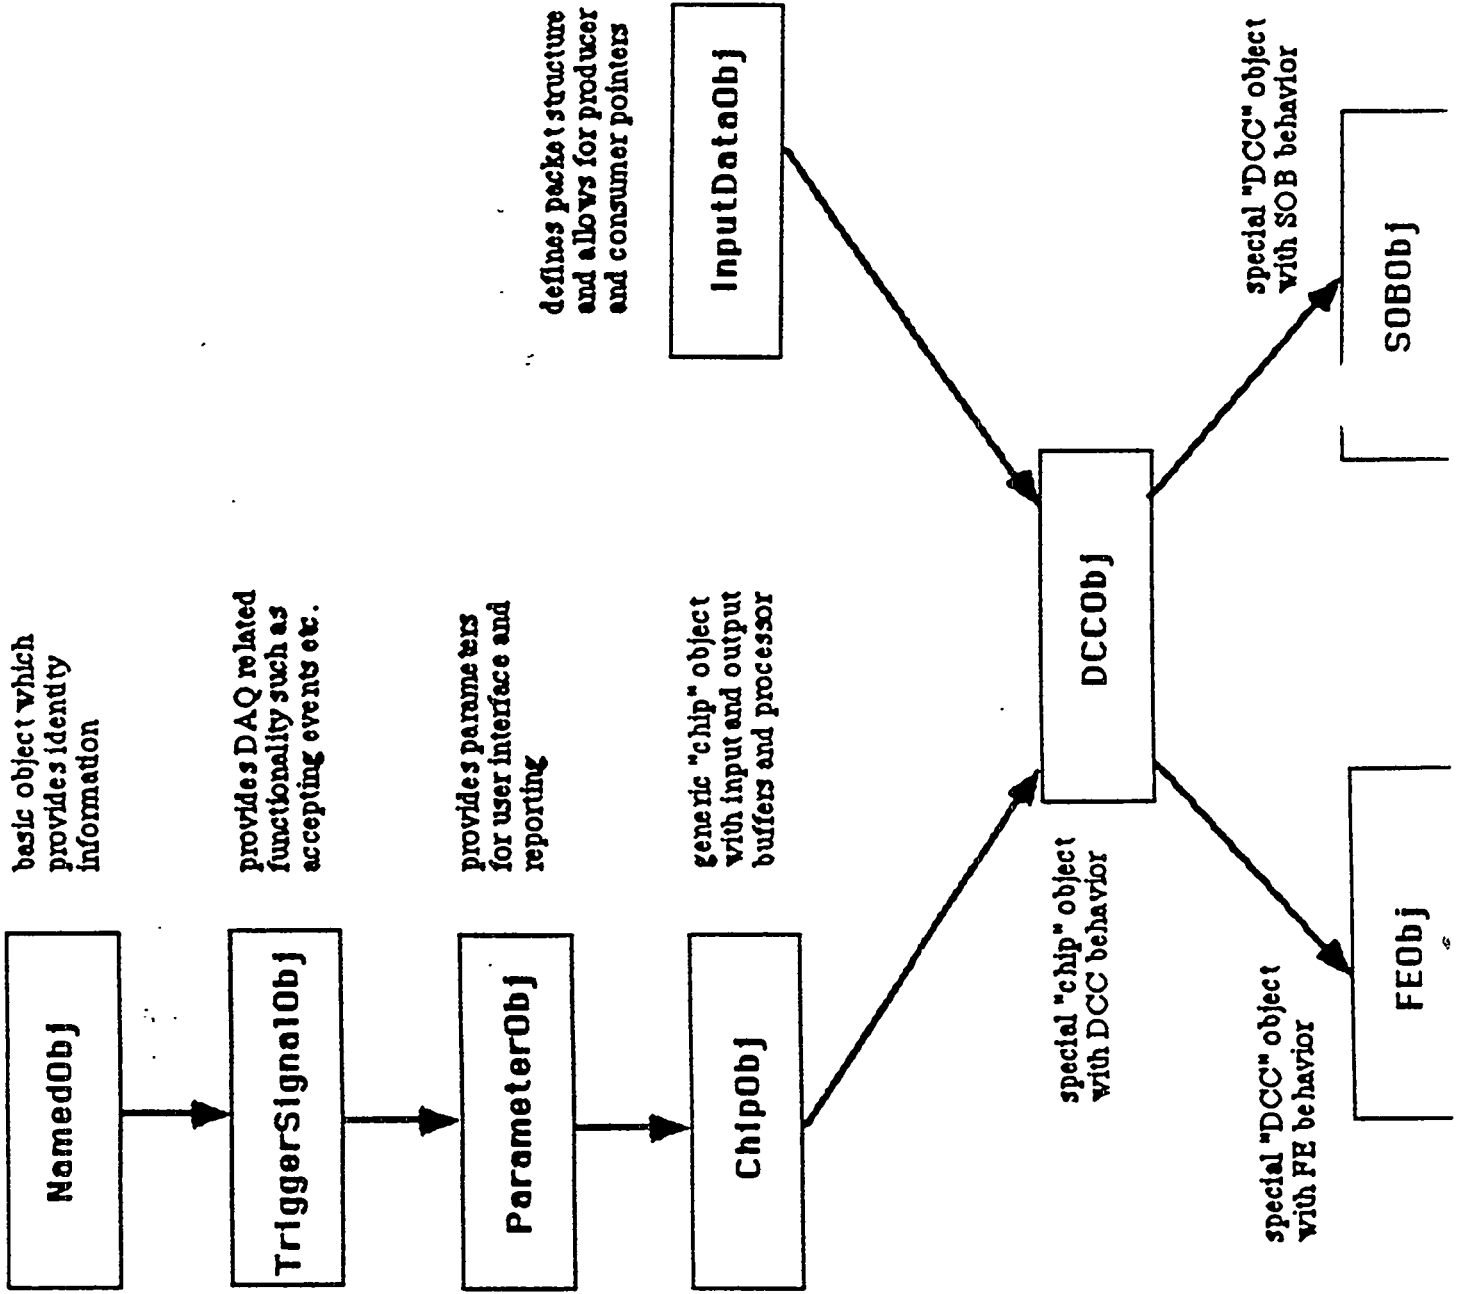 NamedObj
basic object which
provides identity
information
TriggerSignalObj
provides DAQ related
functionality such as
accepting events etc.
ParameterObj
provides parameters
for user interface and
reporting
ChipObj
generic "chip" object
with input and output
buffers and processor
InputDataObj
defines packet structure
and allows for producer
and consumer pointers
DCCObj
special "chip" object
with DCC behavior
FEObj
special "DCC" object
with FE behavior
SOBObj
special "DCC" object
with SOB behavior